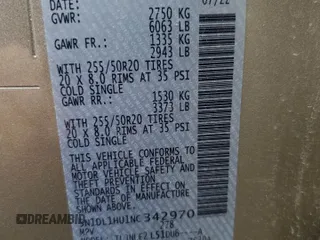 DATE: 07/22
GVWR: 2750 KG
6063 LB
GAWR FR.: 1335 KG
2943 LB
WITH 255/50R20 TIRES
20 X 8.0 RIMS AT 35 PSI
COLD SINGLE
GAWR RR.: 1530 KG
3373 LB
WITH 255/50R20 TIRES
20 X 8.0 RIMS AT 35 PSI
COLD SINGLE
THIS VEHICLE CONFORMS TO
ALL APPLICABLE FEDERAL
MOTOR VEHICLE SAFETY
STANDARDS IN EFFECT ON
THE DATE OF MANUFACTURE
SHOWN ABOVE
342970
MPV
DREAMBID